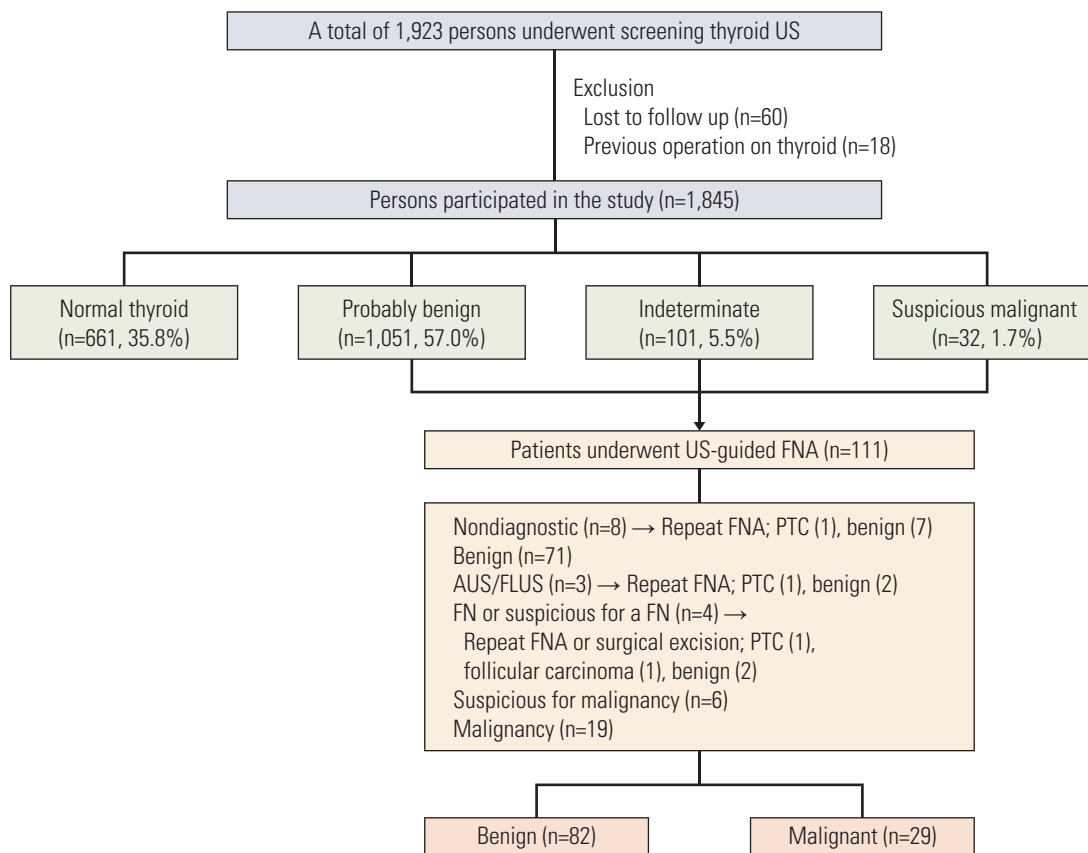 A total of 1,923 persons underwent screening thyroid US
Exclusion
Lost to follow up (n=60)
Previous operation on thyroid (n=18)
Persons participated in the study (n=1,845)
Normal thyroid
(n=661, 35.8%)
Probably benign
(n=1,051, 57.0%)
Indeterminate
(n=101, 5.5%)
Suspicious malignant
(n=32, 1.7%)
Patients underwent US-guided FNA (n=111)
Nondiagnostic (n=8) → Repeat FNA; PTC (1), benign (7)
Benign (n=71)
AUS/FLUS (n=3) → Repeat FNA; PTC (1), benign (2)
FN or suspicious for a FN (n=4) →
Repeat FNA or surgical excision; PTC (1),
follicular carcinoma (1), benign (2)
Suspicious for malignancy (n=6)
Malignancy (n=19)
Benign (n=82)
Malignant (n=29)